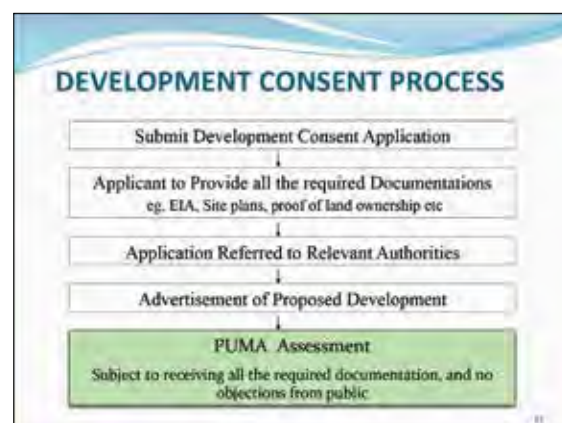 DEVELOPMENT CONSENT PROCESS
Submit Development Consent Application
Applicant to Provide all the required Documentations
eg. EIA, Site plans, proof of land ownership etc
Application Referred to Relevant Authorities
Advertisement of Proposed Development
PUMA Assessment
Subject to receiving all the required documentation, and no
objections from public